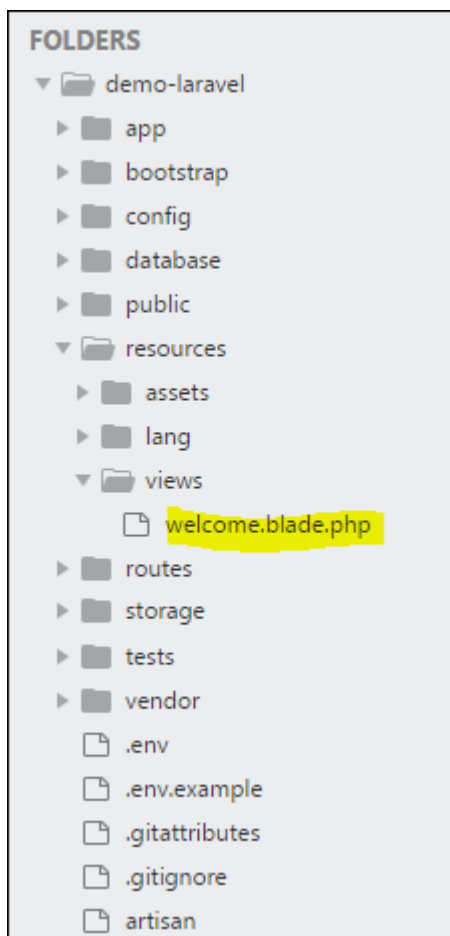 FOLDERS
demo-laravel
app
bootstrap
config
database
public
resources
assets
lang
views
welcome.blade.php
routes
storage
tests
vendor
.env
.env.example
.gitattributes
.gitignore
artisan